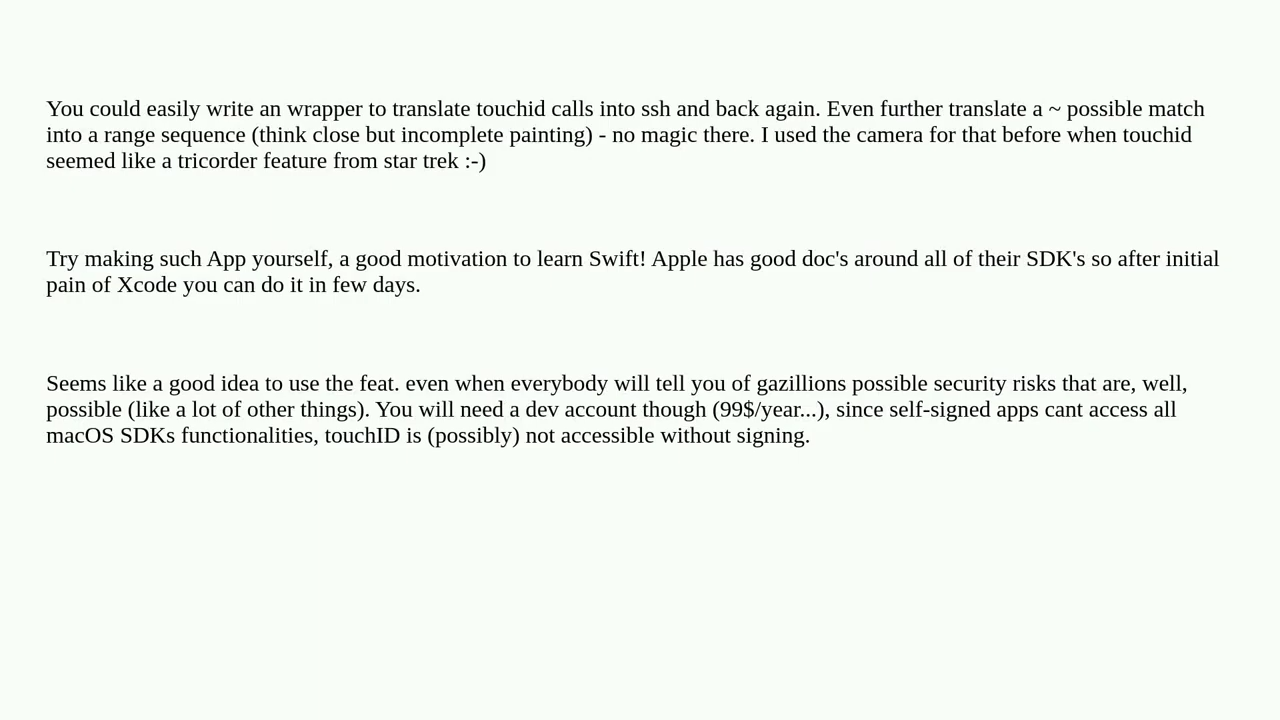 You could easily write an wrapper to translate touchid calls into ssh and back again. Even further translate a ~ possible match
into a range sequence (think close but incomplete painting) - no magic there. I used the camera for that before when touchid
seemed like a tricorder feature from star trek :-)
Try making such App yourself, a good motivation to learn Swift! Apple has good doc's around all of their SDK's so after initial
pain of Xcode you can do it in few days.
Seems like a good idea to use the feat. even when everybody will tell you of gazillions possible security risks that are, well,
possible (like a lot of other things). You will need a dev account though (99$/year...), since self-signed apps cant access all
macOS SDKs functionalities, touchID is (possibly) not accessible without signing.